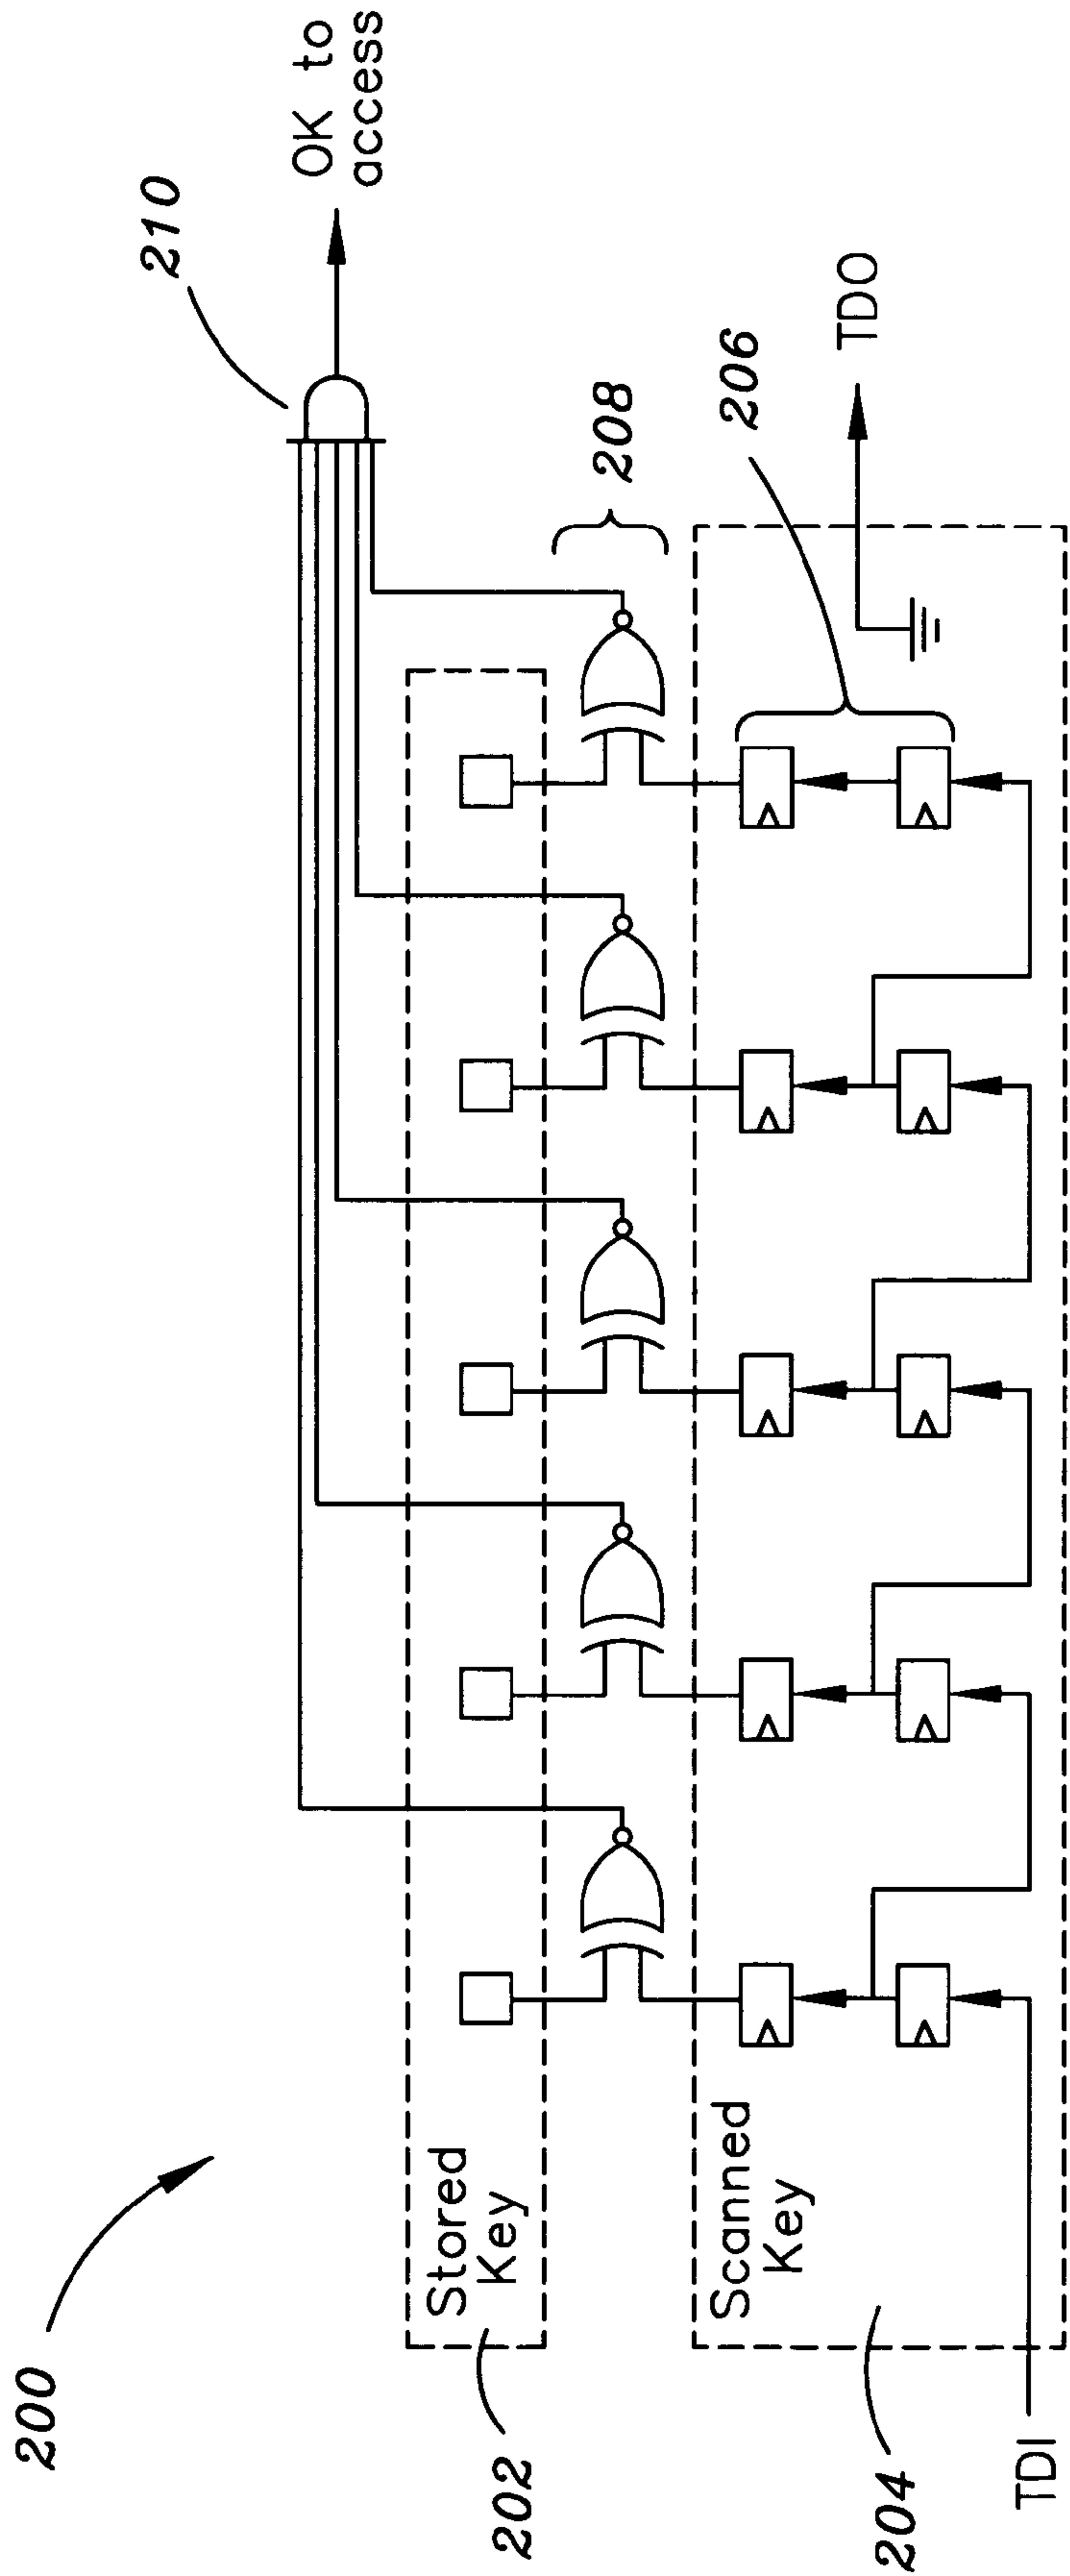 200
210
OK to
access
202
Stored
Key
208
204
Scanned
Key
206
TDO
TDI